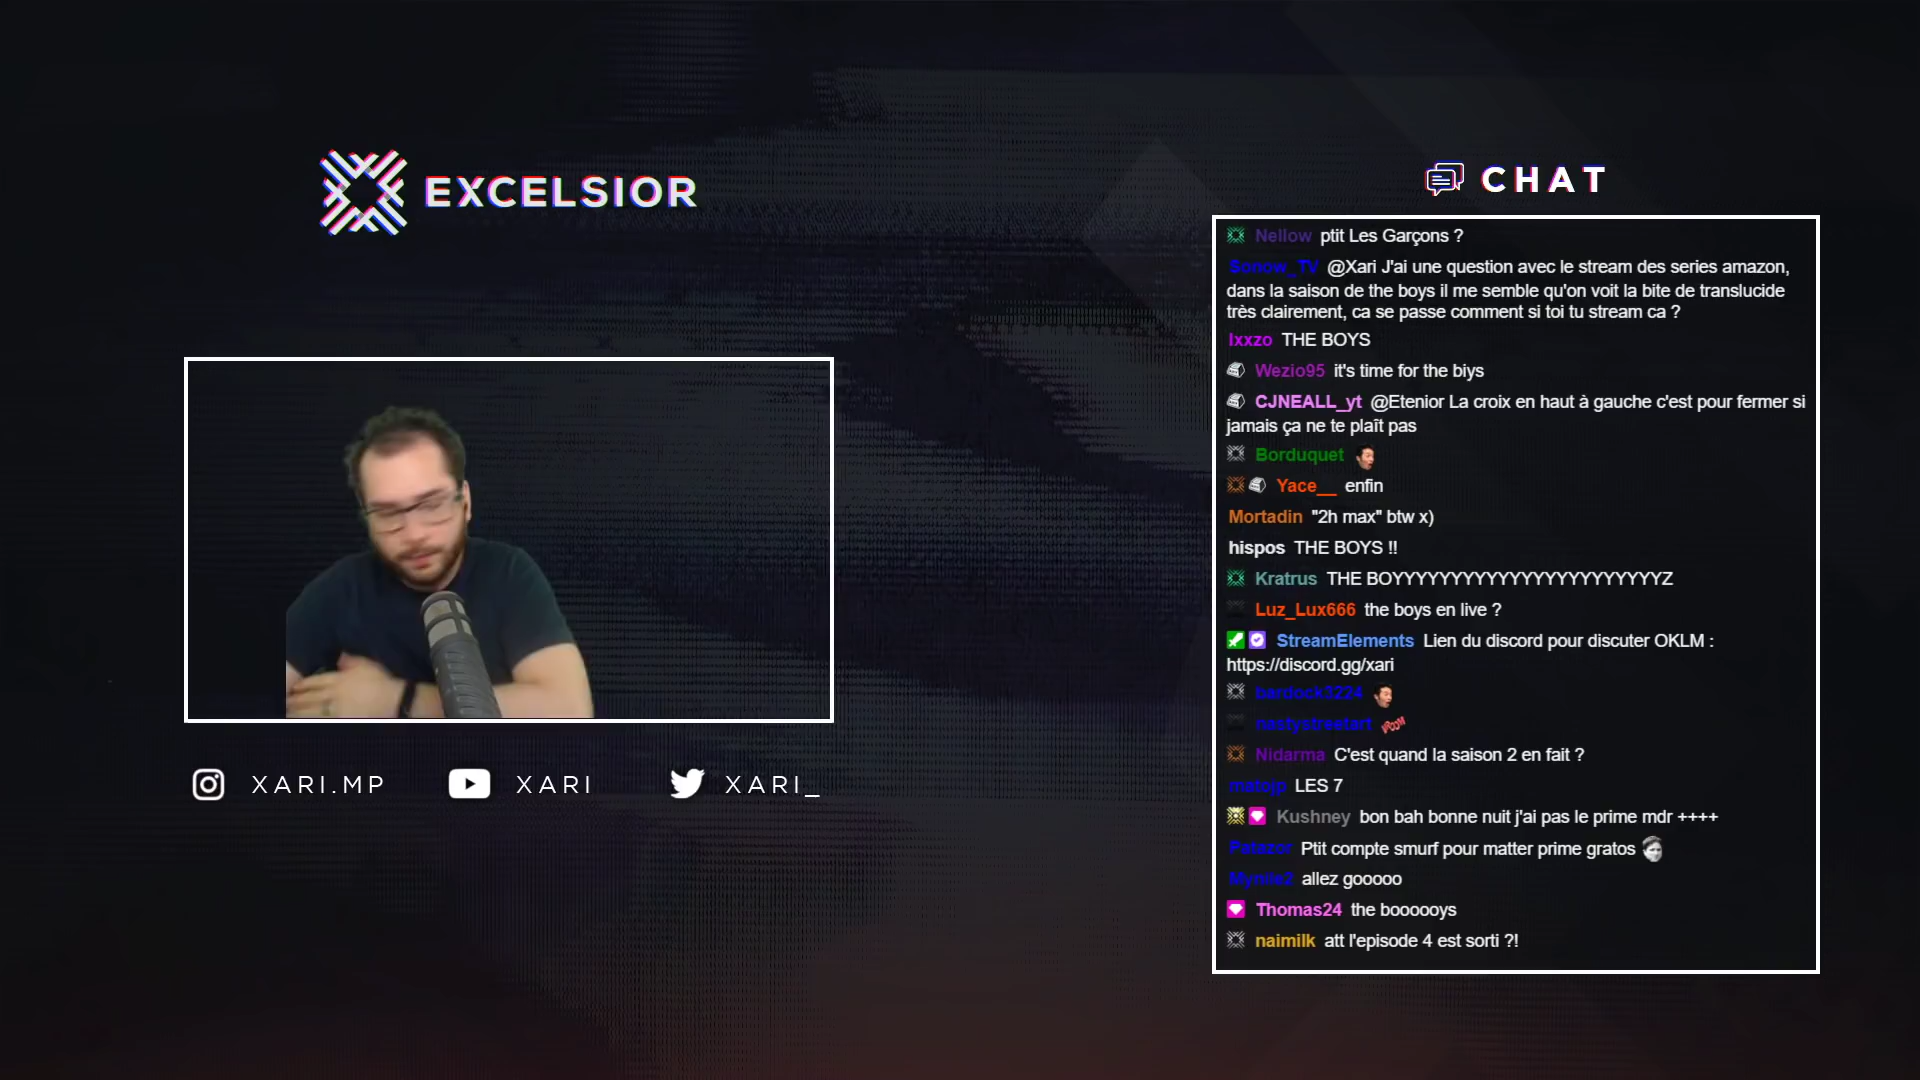 EXCELSIOR
CHAT
Nellow ptit Les Garçons ?
Sonow_TV @Xari J'ai une question avec le stream des series amazon,
dans la saison de the boys il me semble qu'on voit la bite de translucide
très clairement, ca se passe comment si toi tu stream ca ?
Ixxzo THE BOYS
Wezio95 it's time for the biys
CJNEALL_yt @Etenior La croix en haut à gauche c'est pour fermer si
jamais ça ne te plaît pas
Borduquet
Yace__ enfin
Mortadin "2h max" btw x)
hispos THE BOYS !!
Kratrus THE BOYYYYYYYYYYYYYYYYYYYYYYYZ
Luz_Lux666 the boys en live ?
StreamElements Lien du discord pour discuter OKLM :
https://discord.gg/xari
bardock3224
nastystreetart
Nidarma C'est quand la saison 2 en fait ?
matojp LES 7
Kushney bon bah bonne nuit j'ai pas le prime mdr ++++
Ptit compte smurf pour matter prime gratos
allez gooooo
Thomas24 the boooooys
naimilk att l'episode 4 est sorti ?!
XARI.MP
XARI
XARI_